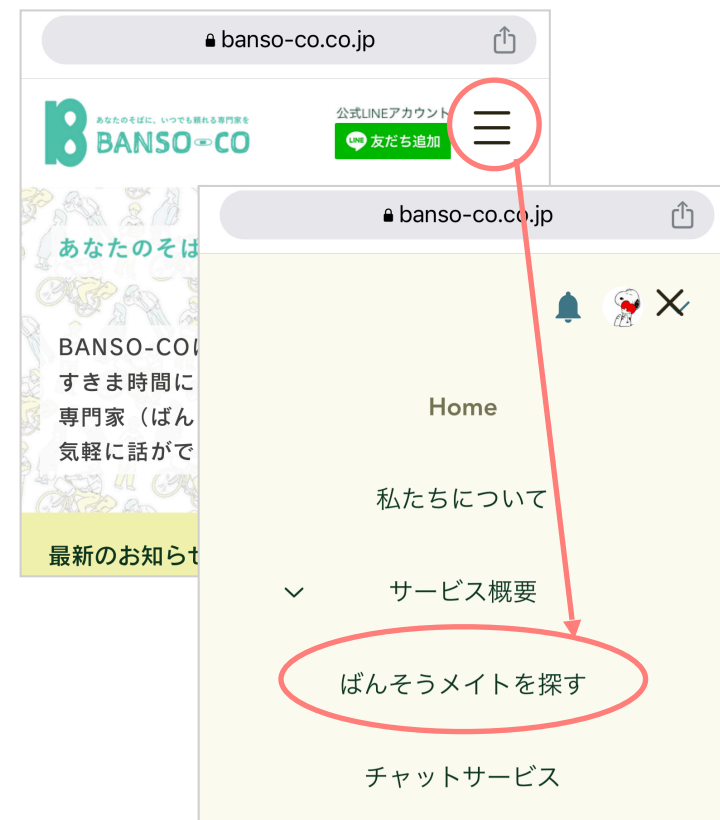 banso-co.co.jp
あなたのそばに、いつでも頼れる専門家を
BANSO-CO
公式LINEアカウント
LINE 友だち追加
あなたのそば
BANSO-COは
すきま時間に
専門家（ばん
気軽に話がで
最新のお知らせ
banso-co.co.jp
Home
私たちについて
サービス概要
ばんそうメイトを探す
チャットサービス